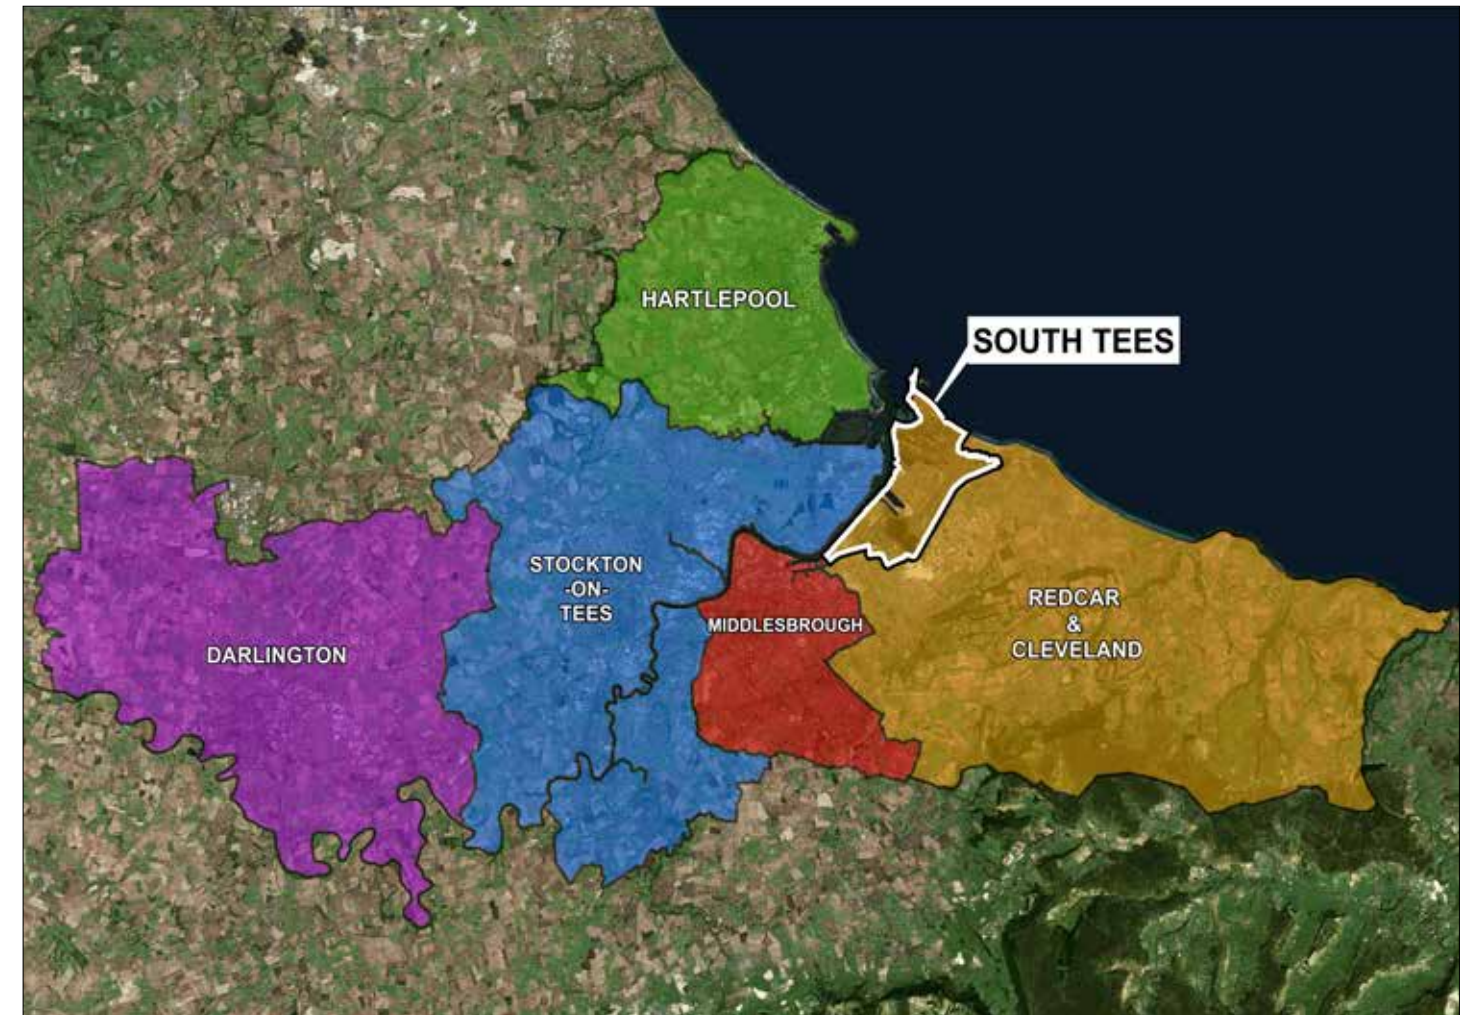 HARTLEPOOL
SOUTH TEES
STOCKTON
-ON-
TEES
DARLINGTON
MIDDLESBROUGH
REDCAR
&
CLEVELAND